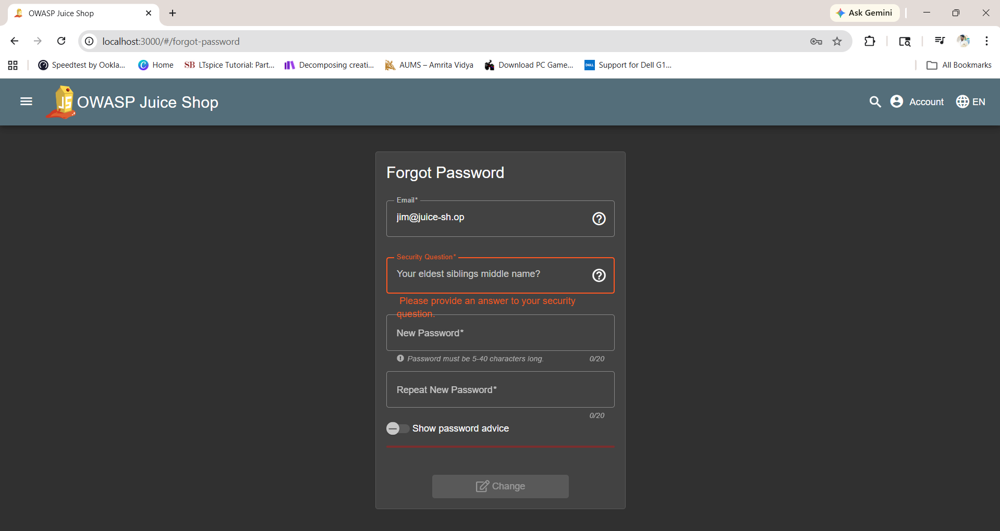 OWASP Juice Shop
Ask Gemini
localhost:3000/#/forgot-password
Speedtest by Ookla...
Home
SB LTspice Tutorial: Part...
Decomposing creati...
AUMS – Amrita Vidya
Download PC Game...
DELL Support for Dell G1...
All Bookmarks
JS OWASP Juice Shop
Account
EN
Forgot Password
Email*
jim@juice-sh.op
Security Question*
Your eldest siblings middle name?
Please provide an answer to your security
question.
New Password*
Password must be 5-40 characters long.
0/20
Repeat New Password*
0/20
Show password advice
Change